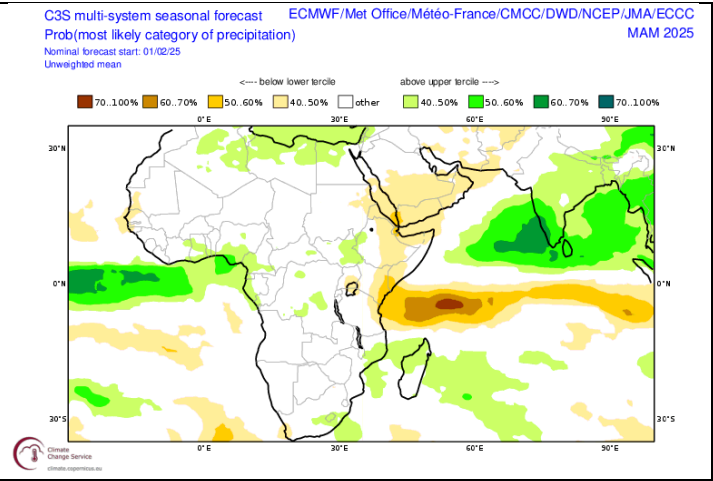 C3S multi-system seasonal forecast ECMWF/Met Office/Météo-France/CMCC/DWD/NCEP/JMA/ECCC
Prob(most likely category of precipitation) MAM 2025
Nominal forecast start: 01/02/25
Unweighted mean
<---- below lower tercile above upper tercile ---->
70..100% 60..70% 50..60% 40..50% other 40..50% 50..60% 60..70% 70..100%
0°E 30°E 60°E 90°E
30°N 30°N
0°N 0°N
30°S 30°S
0°E 30°E 60°E 90°E
Climate
Change Service
climate.copernicus.eu